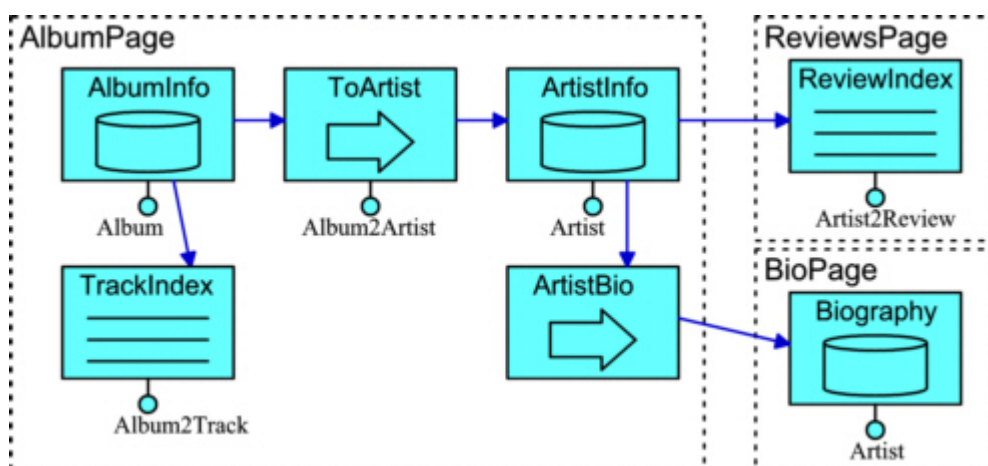 AlbumPage
AlbumInfo
Album
ToArtist
Album2Artist
ArtistInfo
Artist
TrackIndex
Album2Track
ArtistBio
ReviewsPage
ReviewIndex
Artist2Review
BioPage
Biography
Artist